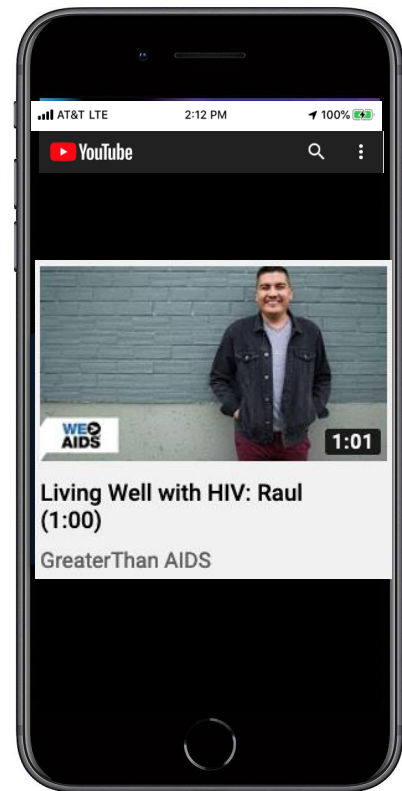 AT&T LTE 2:12 PM 100%
YouTube
WE>
AIDS
1:01
Living Well with HIV: Raul
(1:00)
GreaterThan AIDS